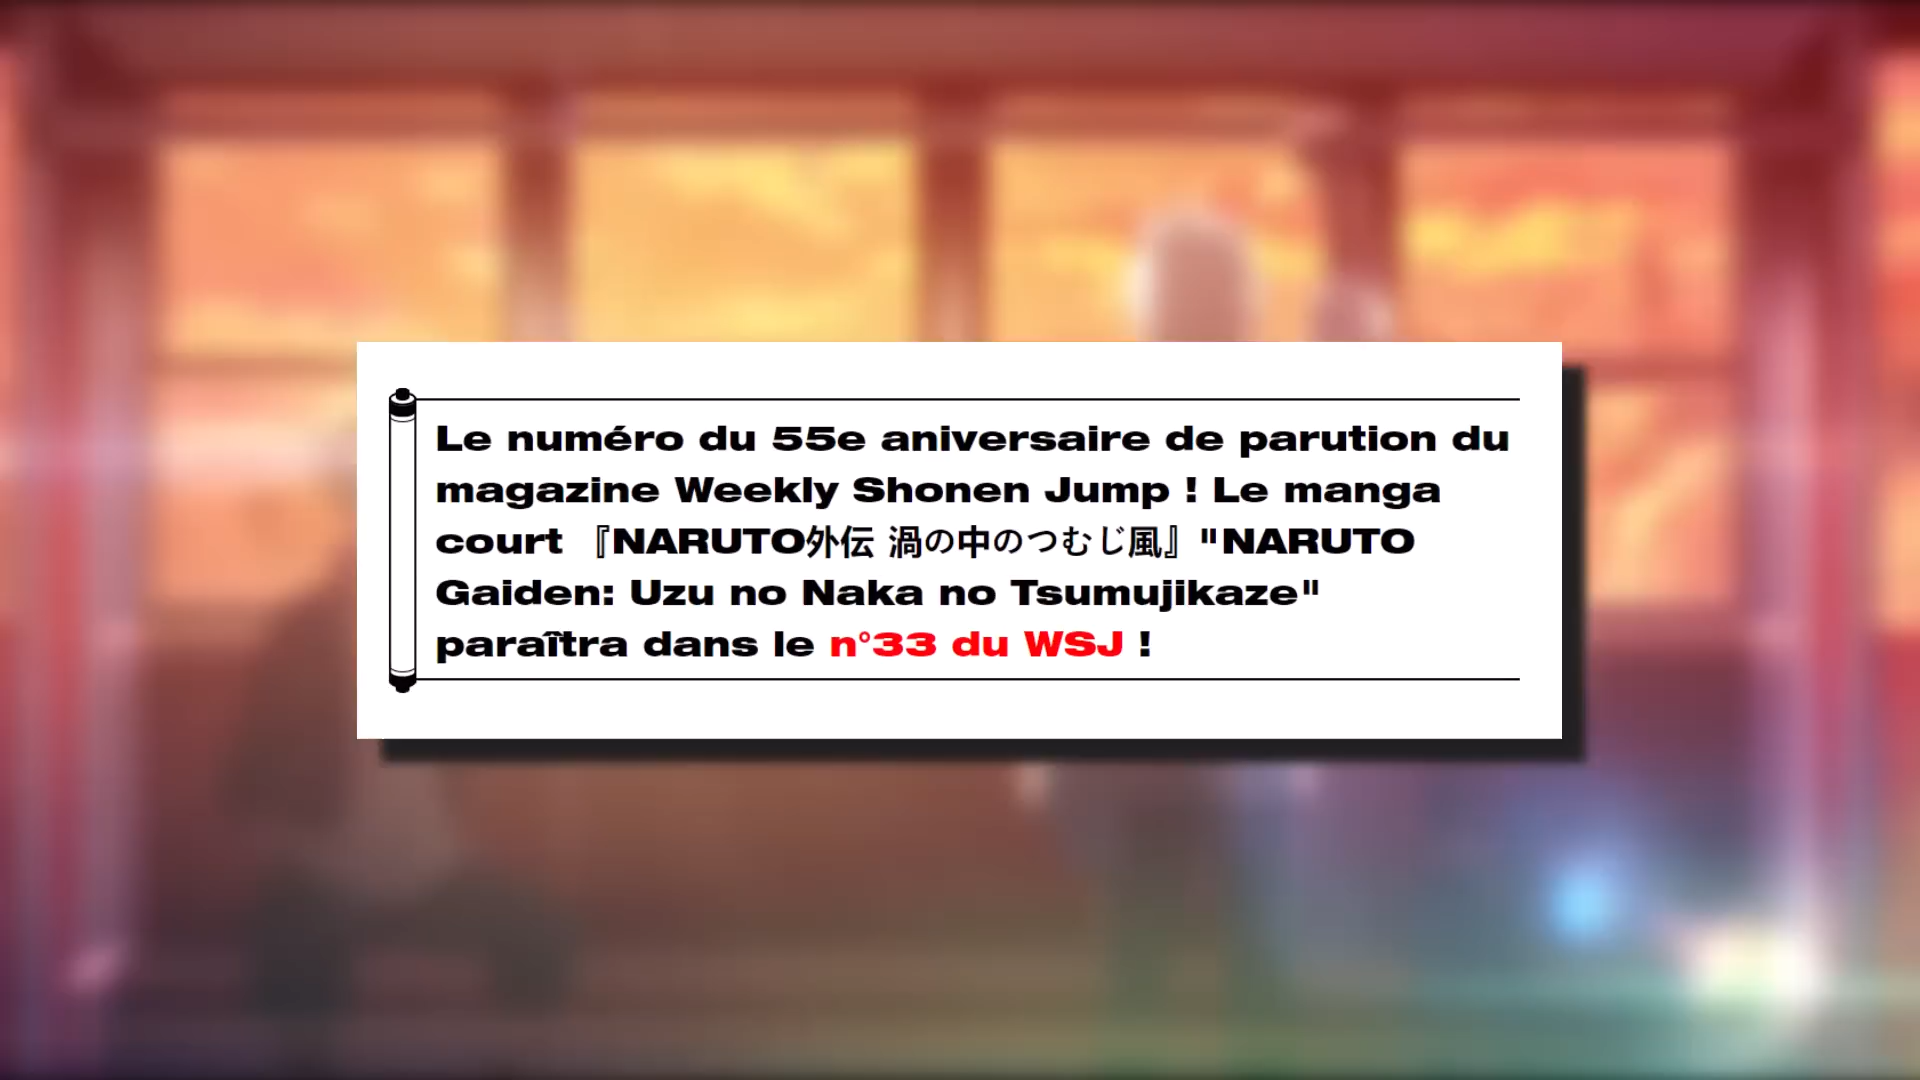 Le numéro du 55e aniversaire de parution du
magazine Weekly Shonen Jump ! Le manga
court 『NARUTO外伝 渦の中のつむじ風』"NARUTO
Gaiden: Uzu no Naka no Tsumujikaze"
paraîtra dans le n°33 du WSJ !